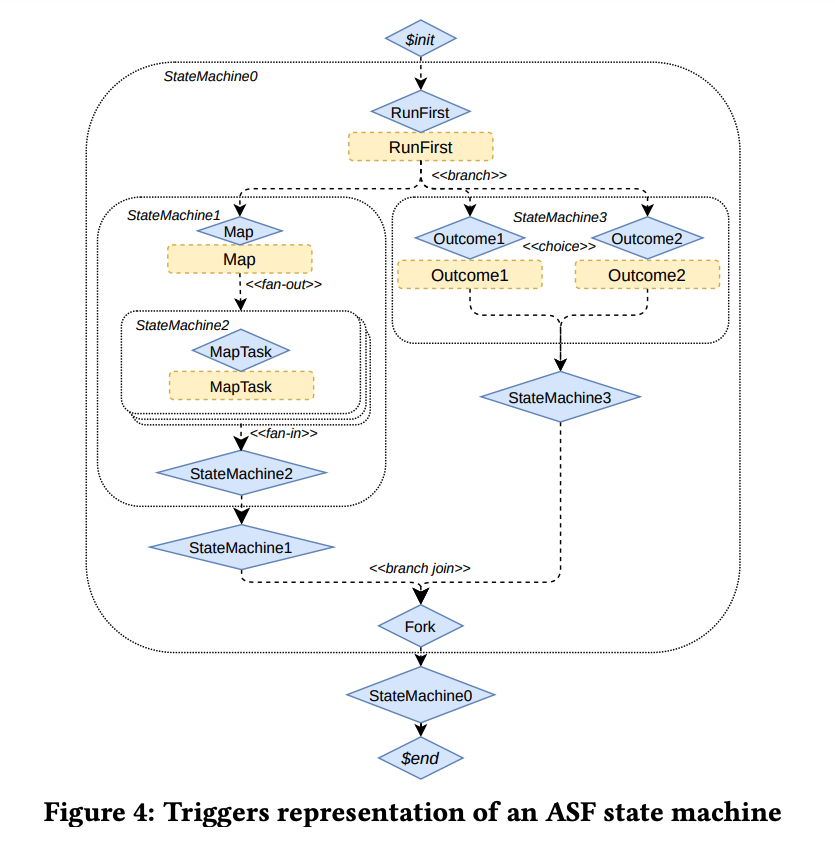 $init
StateMachine0
RunFirst
RunFirst
<<branch>>
StateMachine1
Map
Map
<<fan-out>>
StateMachine2
MapTask
MapTask
<<fan-in>>
StateMachine2
StateMachine1
StateMachine3
Outcome1
<<choice>>
Outcome2
Outcome1
Outcome2
StateMachine3
<<branch join>>
Fork
StateMachine0
$end
Figure 4: Triggers representation of an ASF state machine